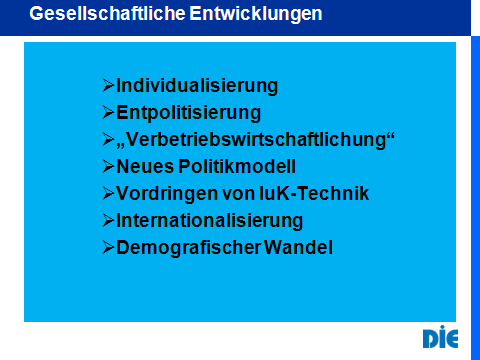 Gesellschaftliche Entwicklungen
➢Individualisierung
➢Entpolitisierung
➢„Verbetriebswirtschaftlichung“
➢Neues Politikmodell
➢Vordringen von IuK-Technik
➢Internationalisierung
➢Demografischer Wandel
DIE